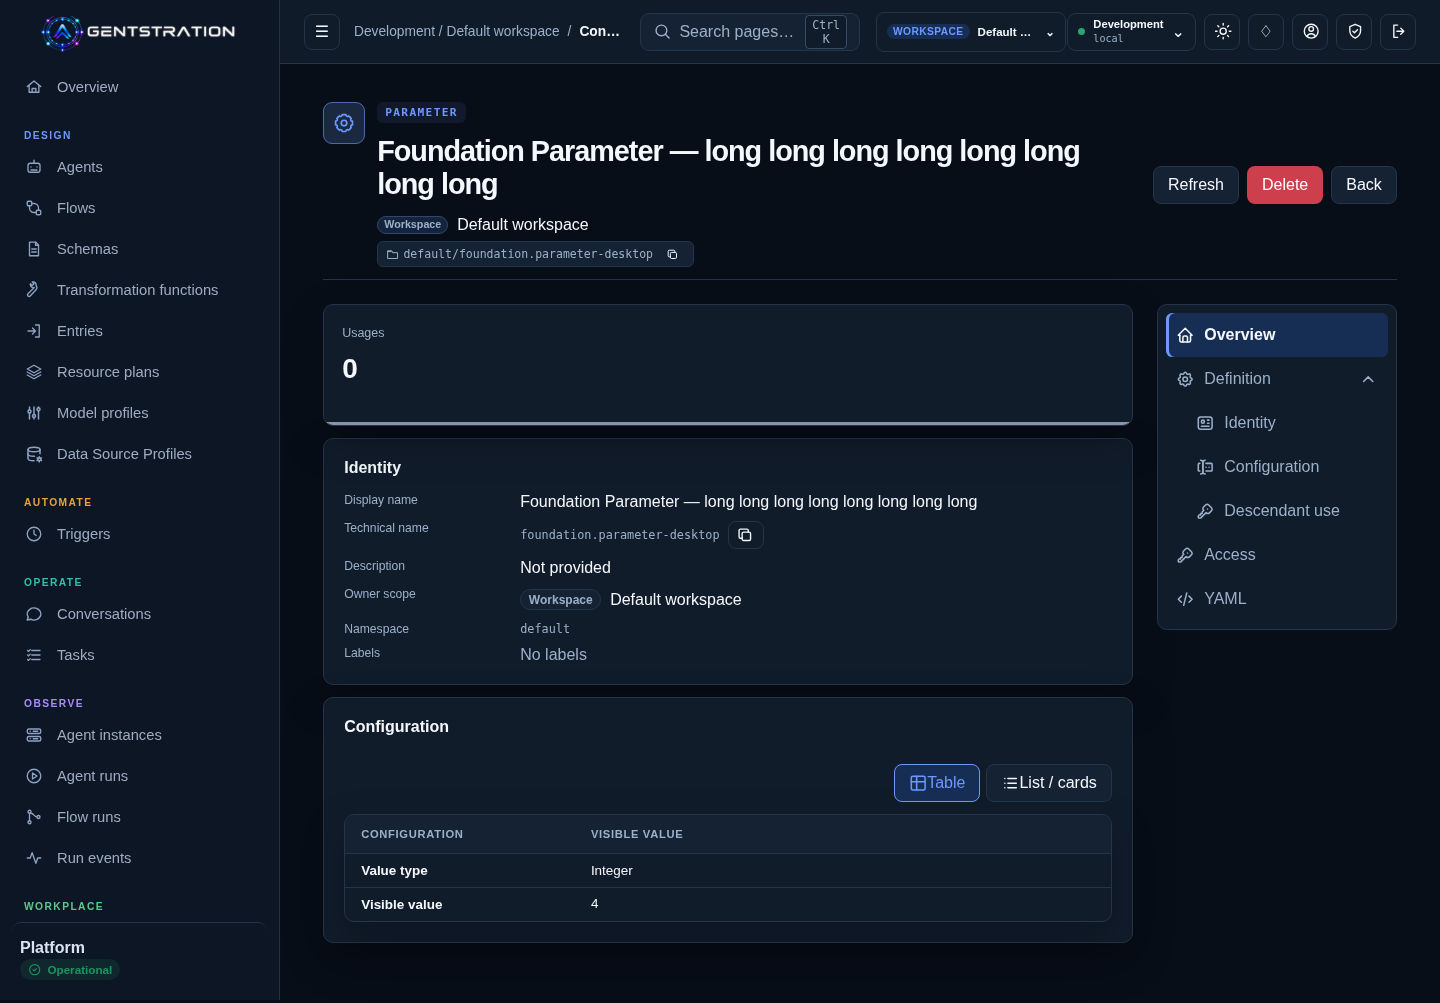 GENTSTRATION
Overview
DESIGN
Agents
Flows
Schemas
Transformation functions
Entries
Resource plans
Model profiles
Data Source Profiles
AUTOMATE
Triggers
OPERATE
Conversations
Tasks
OBSERVE
Agent instances
Agent runs
Flow runs
Run events
WORKPLACE
Platform
Operational
Development / Default workspace / Con...
Search pages...
Ctrl
K
WORKSPACE Default ...
Development
local
PARAMETER
Foundation Parameter — long long long long long long
long long
Workspace Default workspace
default/foundation.parameter-desktop
Refresh
Delete
Back
Usages
0
Identity
Display name Foundation Parameter — long long long long long long long long
Technical name foundation.parameter-desktop
Description Not provided
Owner scope Workspace Default workspace
Namespace default
Labels No labels
Configuration
Table List / cards
CONFIGURATION VISIBLE VALUE
Value type Integer
Visible value 4
Overview
Definition
Identity
Configuration
Descendant use
Access
YAML